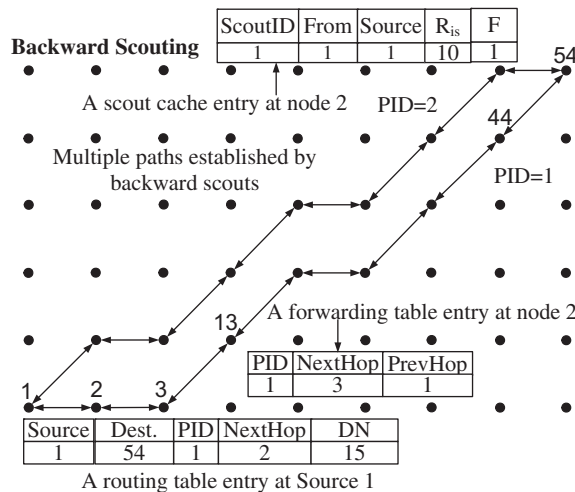 ScoutID From Source Ris F
Backward Scouting
1 1 1 10 1
54
A scout cache entry at node 2
PID=2
44
Multiple paths established by
backward scouts
PID=1
A forwarding table entry at node 2
13
PID NextHop PrevHop
1 3 1
1 2 3
Source Dest. PID NextHop DN
1 54 1 2 15
A routing table entry at Source 1